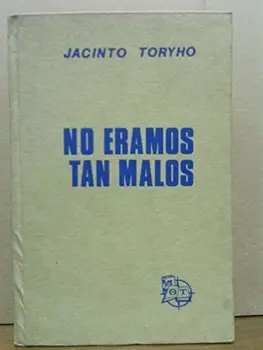 JACINTO TORYHO
NO ERAMOS
TAN MALOS
G T